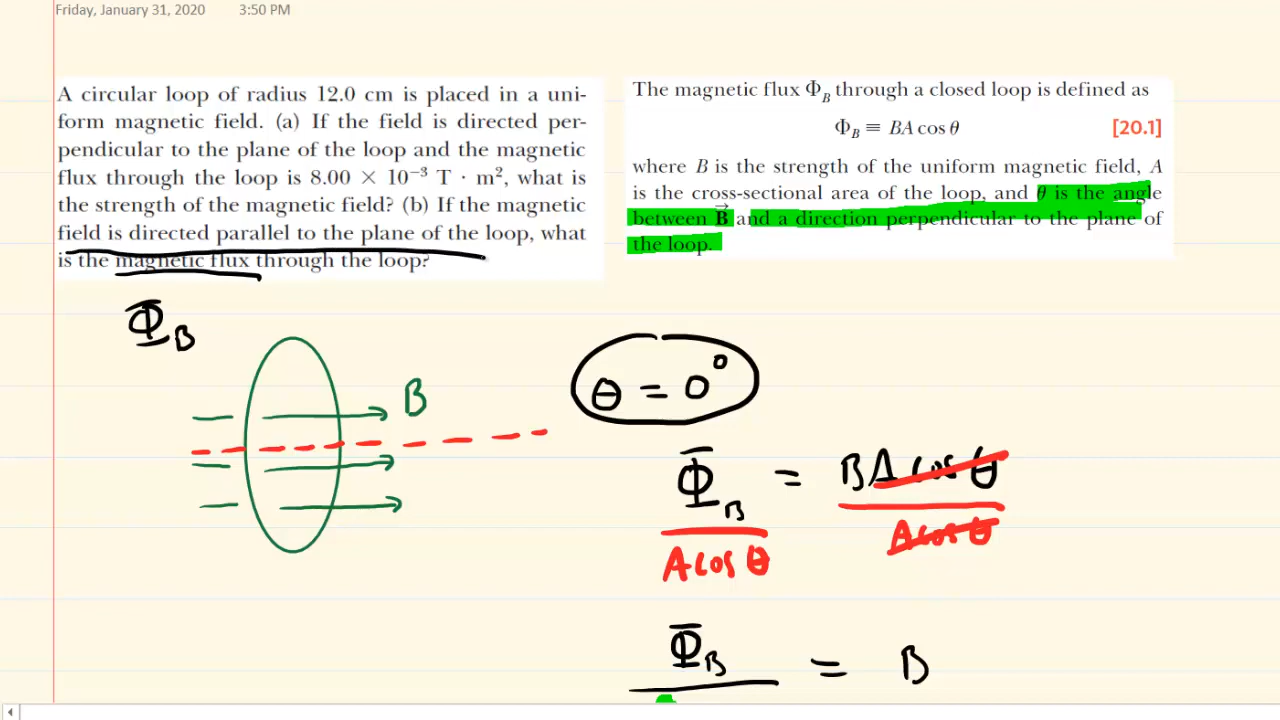 Friday, January 31, 2020 3:50 PM
A circular loop of radius 12.0 cm is placed in a uni-
form magnetic field. (a) If the field is directed per-
pendicular to the plane of the loop and the magnetic
flux through the loop is 8.00 × 10⁻³ T · m², what is
the strength of the magnetic field? (b) If the magnetic
field is directed parallel to the plane of the loop, what
is the magnetic flux through the loop?
The magnetic flux Φ_B through a closed loop is defined as
Φ_B ≡ BA cos θ [20.1]
where B is the strength of the uniform magnetic field, A
is the cross-sectional area of the loop, and θ is the angle
between B⃗ and a direction perpendicular to the plane of
the loop.
Φ_B
B
θ = 0°
Φ_B = BA cos θ
A cos θ A cos θ
Φ_B = B